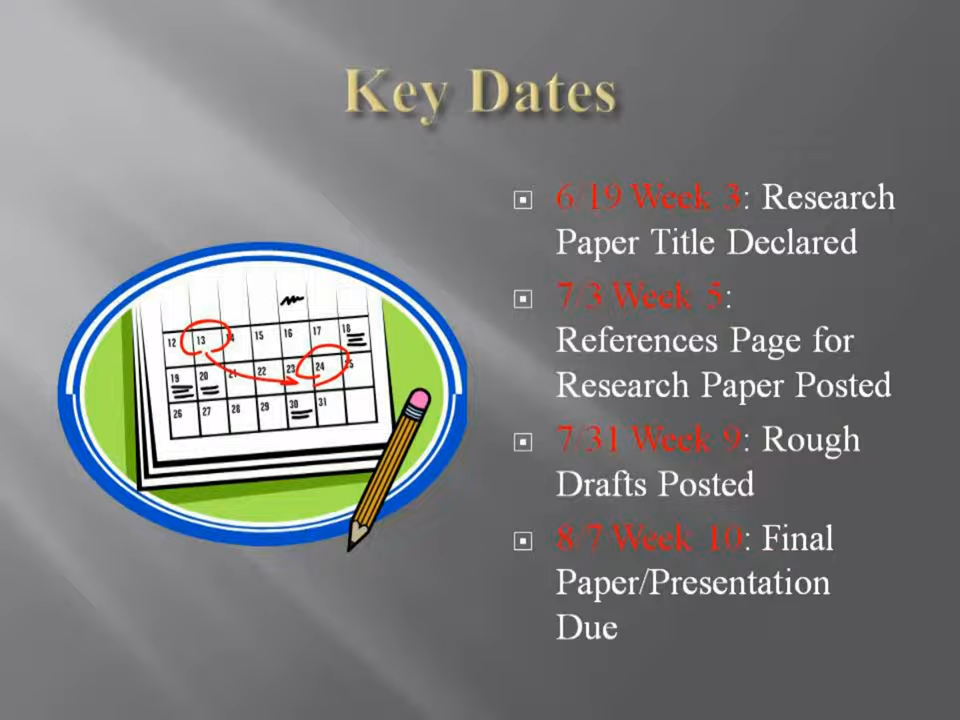 Key Dates
6/19 Week 3: Research
Paper Title Declared
7/3 Week 5:
References Page for
Research Paper Posted
7/31 Week 9: Rough
Drafts Posted
8/7 Week 10: Final
Paper/Presentation
Due
12 13 14 15 16 17 18
19 20 21 22 23 24 25
26 27 28 29 30 31